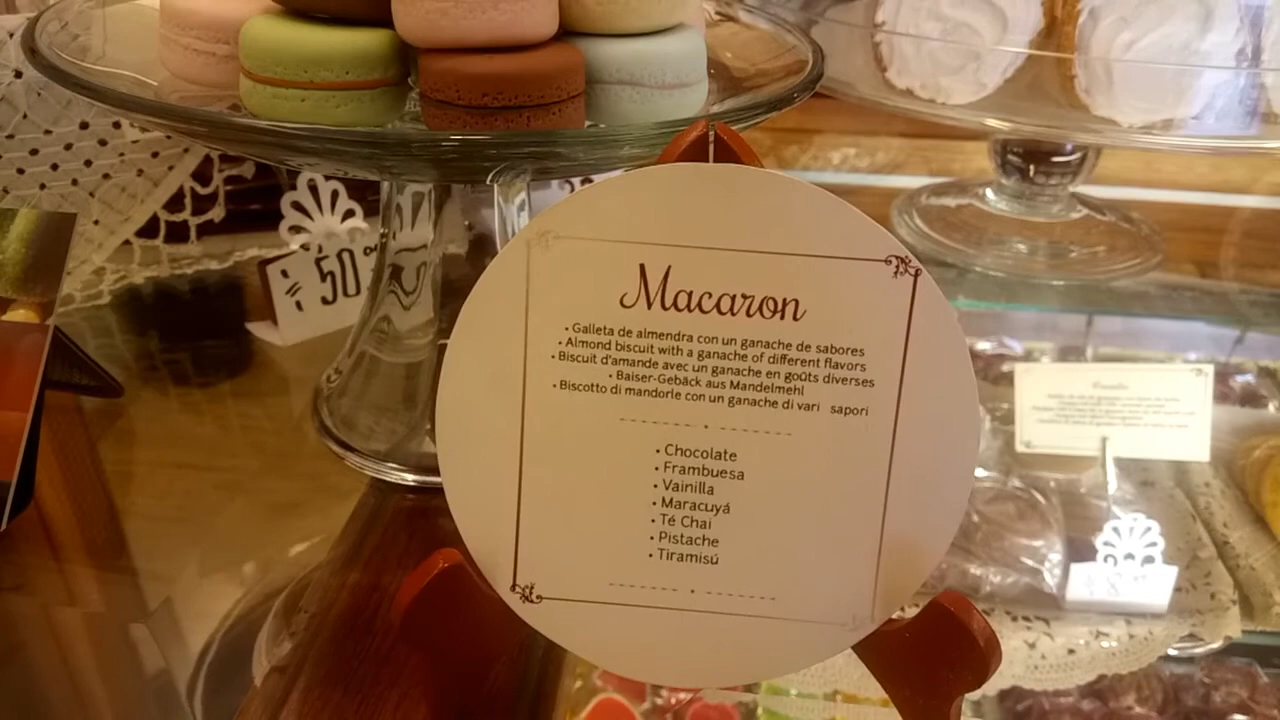 Macaron
• Galleta de almendra con un ganache de sabores
• Almond biscuit with a ganache of different flavors
• Biscuit d'amande avec un ganache en goûts diverses
• Baiser-Gebäck aus Mandelmehl
• Biscotto di mandorle con un ganache di vari sapori
• Chocolate
• Frambuesa
• Vainilla
• Maracuyá
• Té Chai
• Pistache
• Tiramisú
50